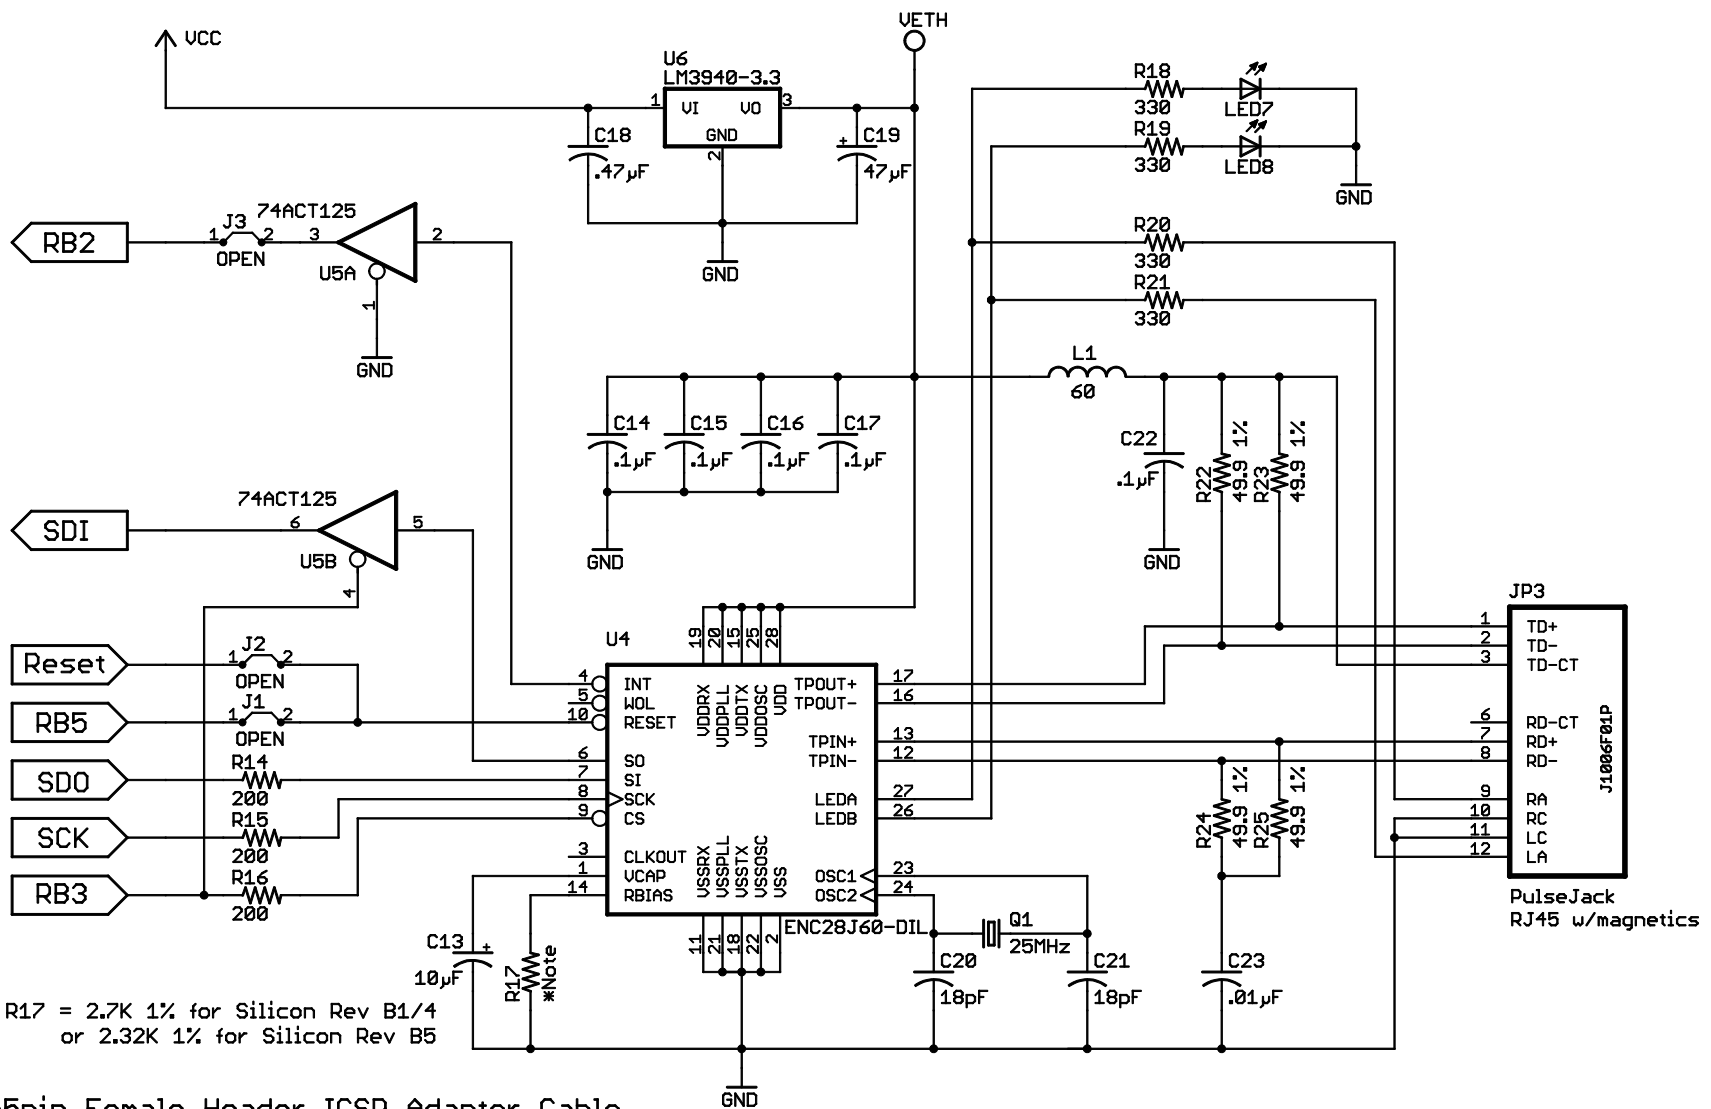 VCC
VETH
U6
LM3940-3.3
1 VI VO 3
GND
2
C18
.47µF
C19
47µF
GND
R18
330
LED7
R19
330
LED8
GND
R20
330
R21
330
RB2
J3
1 2
OPEN
74ACT125
3 2
U5A
1
GND
L1
60
C14
.1µF
C15
.1µF
C16
.1µF
C17
.1µF
GND
C22
.1µF
GND
R22
49.9 1%
R23
49.9 1%
SDI
74ACT125
6 5
U5B
4
Reset
J2
1 2
OPEN
RB5
J1
1 2
OPEN
SDO
R14
200
SCK
R15
200
RB3
R16
200
U4
19 20 15 25 28
VDDRX VDDPLL VDDTX VDDOSC VDD
4 INT
5 WOL
10 RESET
6 SO
7 SI
8 SCK
9 CS
3 CLKOUT
1 VCAP
14 RBIAS
TPOUT+ 17
TPOUT- 16
TPIN+ 13
TPIN- 12
LEDA 27
LEDB 26
OSC1 23
OSC2 24
VSSRX VSSPLL VSSTX VSSOSC VSS
11 21 18 22 2
ENC28J60-DIL
JP3
1 TD+
2 TD-
3 TD-CT
6 RD-CT
7 RD+
8 RD-
9 RA
10 RC
11 LC
12 LA
J1006F01P
PulseJack
RJ45 w/magnetics
R24
49.9 1%
R25
49.9 1%
C13
+
10µF
R17
*Note
Q1
25MHz
C20
18pF
C21
18pF
C23
.01µF
R17 = 2.7K 1% for Silicon Rev B1/4
or 2.32K 1% for Silicon Rev B5
GND
5pin Female Header ICSP Adaptor Cable